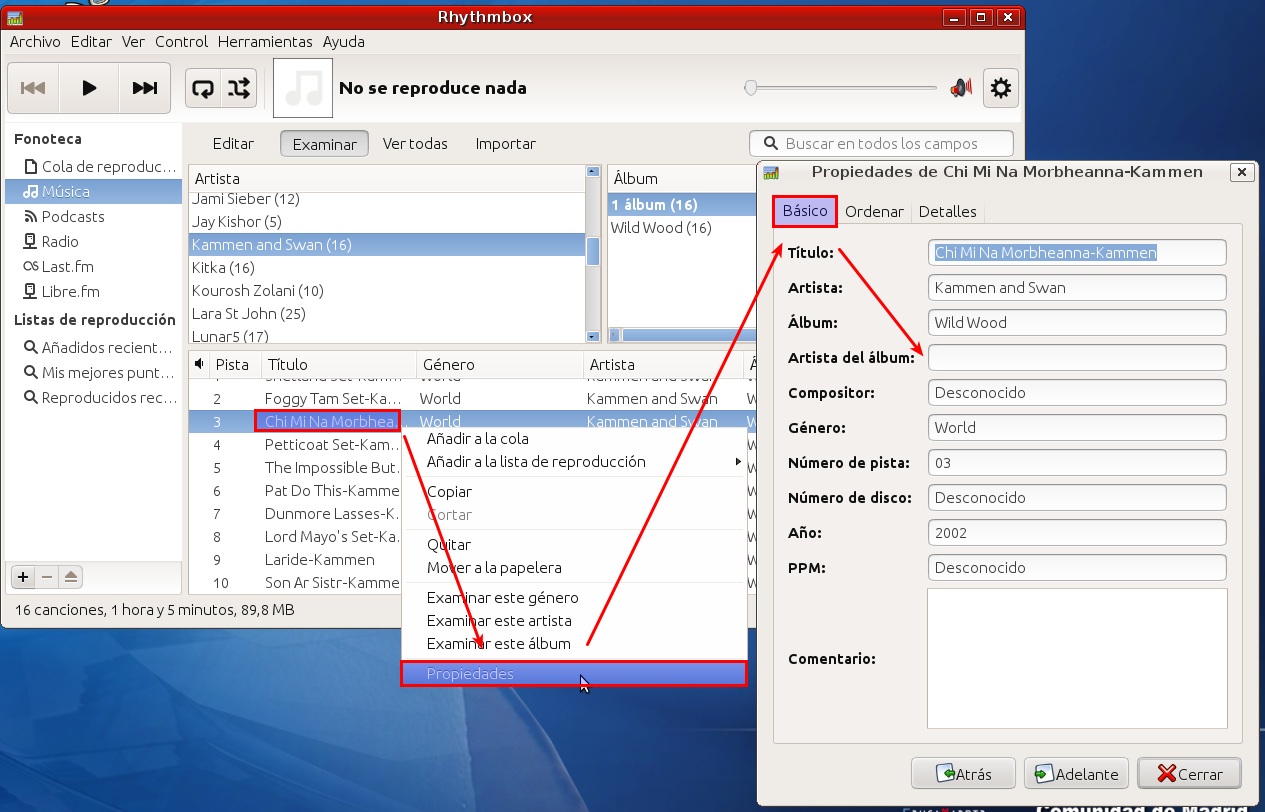 Rhythmbox
Archivo Editar Ver Control Herramientas Ayuda
No se reproduce nada
Fonoteca
Cola de reproduc...
Música
Podcasts
Radio
Last.fm
Libre.fm
Listas de reproducción
Añadidos recient...
Mis mejores punt...
Reproducidos rec...
Editar Examinar Ver todas Importar
Buscar en todos los campos
Artista
Jami Sieber (12)
Jay Kishor (5)
Kammen and Swan (16)
Kitka (16)
Kourosh Zolani (10)
Lara St John (25)
Lunar5 (17)
Álbum
1 álbum (16)
Wild Wood (16)
Pista Título Género Artista
Shetland Set-Kamm... World Kammen and Swan
2 Foggy Tam Set-Ka... World Kammen and Swan
3 Chi Mi Na Morbhea... World Kammen and Swan
4 Petticoat Set-Kam...
5 The Impossible But...
6 Pat Do This-Kamme
7 Dunmore Lasses-K...
8 Lord Mayo's Set-Ka...
9 Laride-Kammen
10 Son Ar Sistr-Kamme
16 canciones, 1 hora y 5 minutos, 89,8 MB
Añadir a la cola
Añadir a la lista de reproducción
Copiar
Cortar
Quitar
Mover a la papelera
Examinar este género
Examinar este artista
Examinar este álbum
Propiedades
Propiedades de Chi Mi Na Morbheanna-Kammen
Básico Ordenar Detalles
Título: Chi Mi Na Morbheanna-Kammen
Artista: Kammen and Swan
Álbum: Wild Wood
Artista del álbum:
Compositor: Desconocido
Género: World
Número de pista: 03
Número de disco: Desconocido
Año: 2002
PPM: Desconocido
Comentario:
Atrás Adelante Cerrar
Comunidad de Madrid